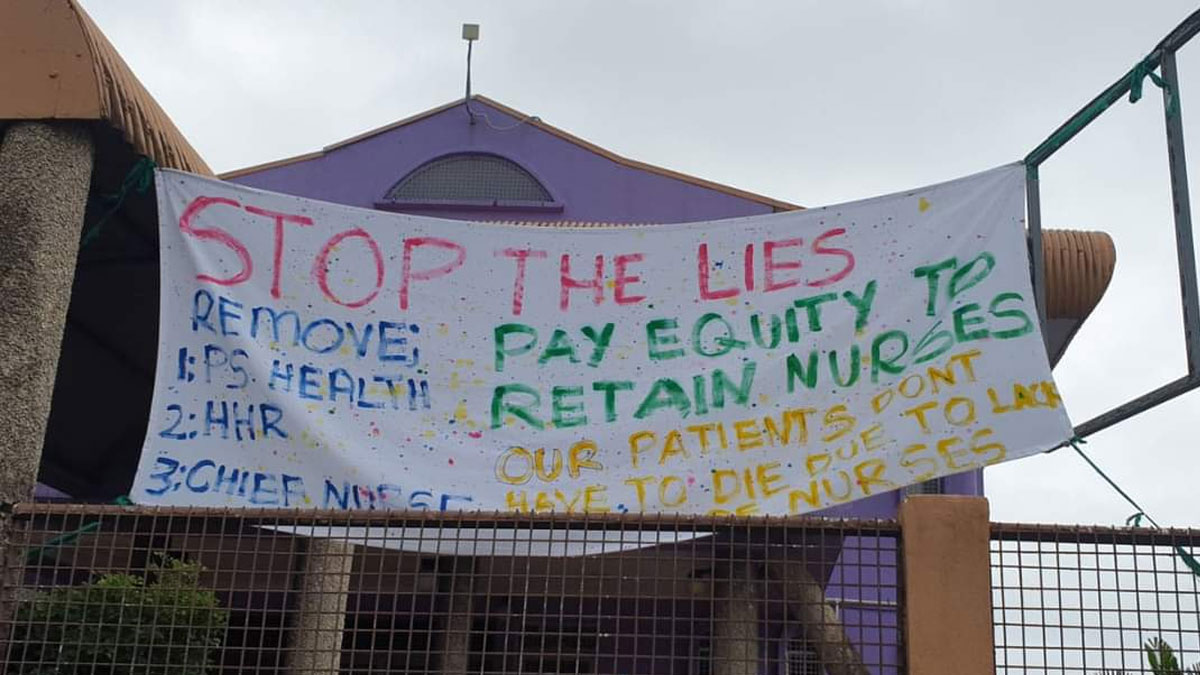 STOP THE LIES
REMOVE;
1: PS HEALTH
2: HHR
3: CHIEF NURSE
PAY EQUITY TO
RETAIN NURSES
OUR PATIENTS DONT
HAVE TO DIE DUE TO LACK
OF NURSES